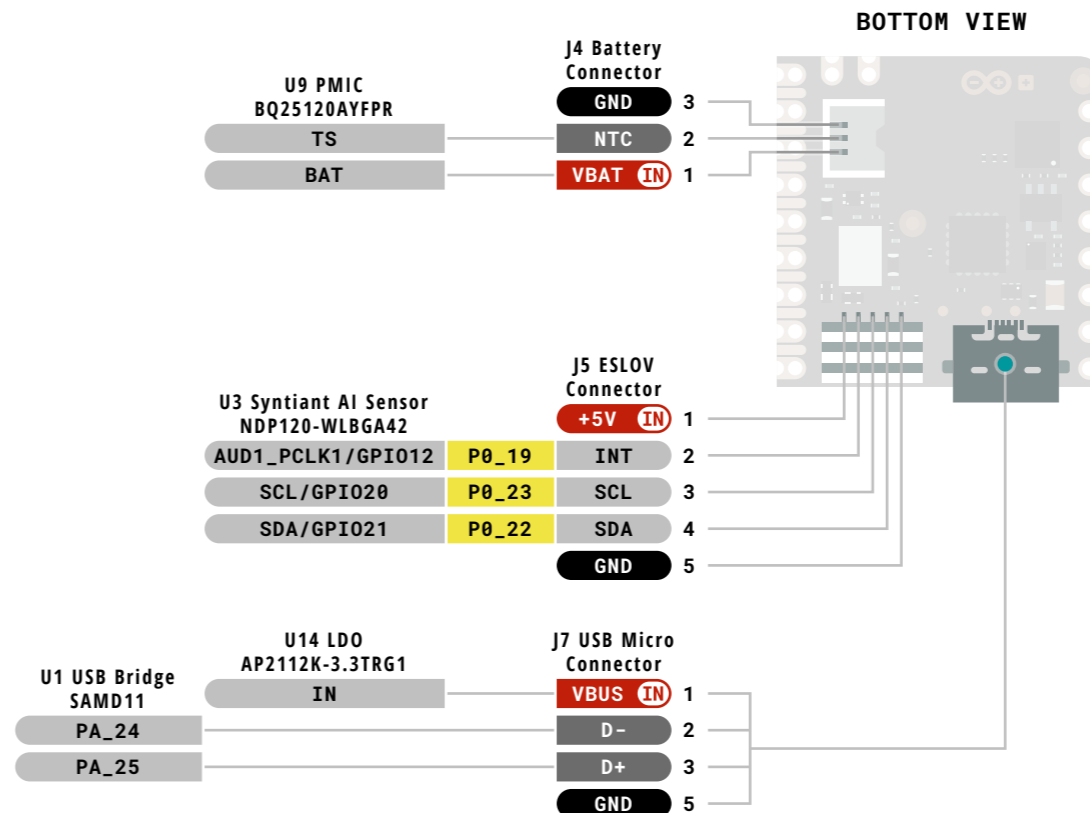 BOTTOM VIEW
J4 Battery
Connector
U9 PMIC
BQ25120AYFPR
GND 3
TS NTC 2
BAT VBAT IN 1
J5 ESLOV
Connector
U3 Syntiant AI Sensor
NDP120-WLBGA42
+5V IN 1
AUD1_PCLK1/GPIO12 P0_19 INT 2
SCL/GPIO20 P0_23 SCL 3
SDA/GPIO21 P0_22 SDA 4
GND 5
U14 LDO
AP2112K-3.3TRG1
J7 USB Micro
Connector
U1 USB Bridge
SAMD11
IN VBUS IN 1
PA_24 D- 2
PA_25 D+ 3
GND 5